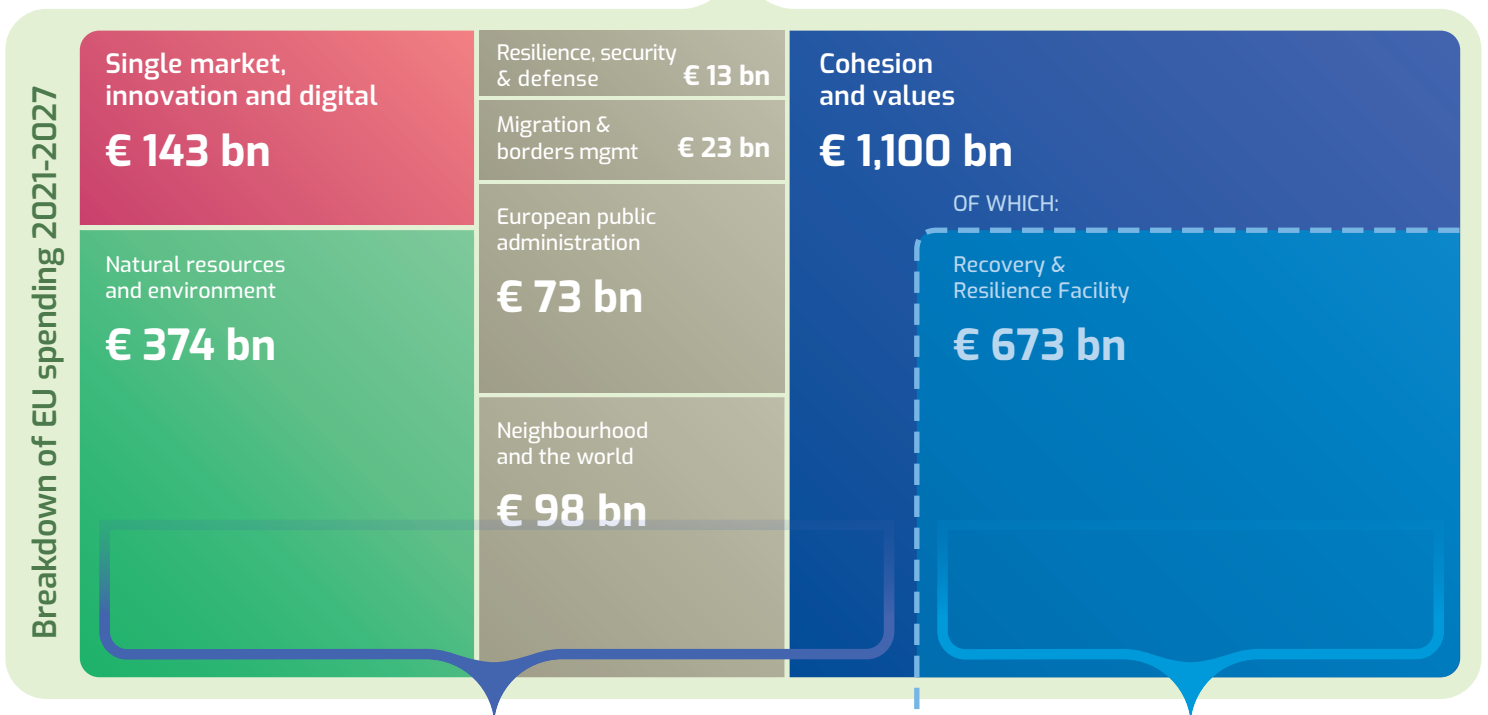 Breakdown of EU spending 2021-2027
Single market,
innovation and digital
€ 143 bn
Natural resources
and environment
€ 374 bn
Resilience, security
& defense
€ 13 bn
Migration &
borders mgmt
€ 23 bn
European public
administration
€ 73 bn
Neighbourhood
and the world
€ 98 bn
Cohesion
and values
€ 1,100 bn
OF WHICH:
Recovery &
Resilience Facility
€ 673 bn